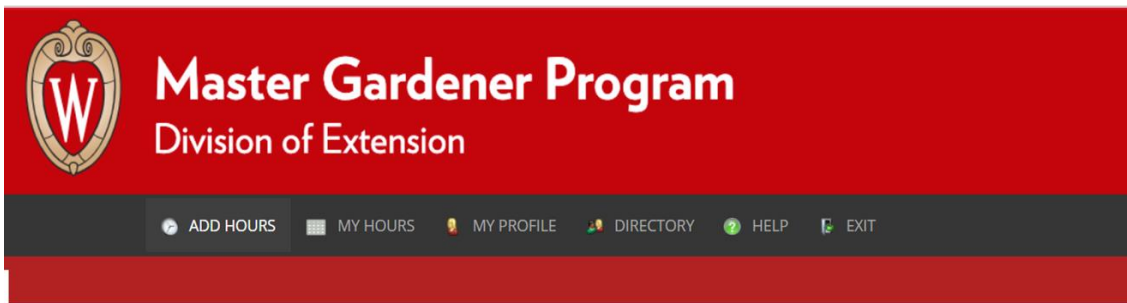 W
Master Gardener Program
Division of Extension
ADD HOURS MY HOURS MY PROFILE DIRECTORY ? HELP EXIT